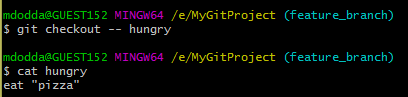 mdodda@GUEST152 MINGW64 /e/MyGitProject (feature_branch)
$ git checkout -- hungry
mdodda@GUEST152 MINGW64 /e/MyGitProject (feature_branch)
$ cat hungry
eat "pizza"